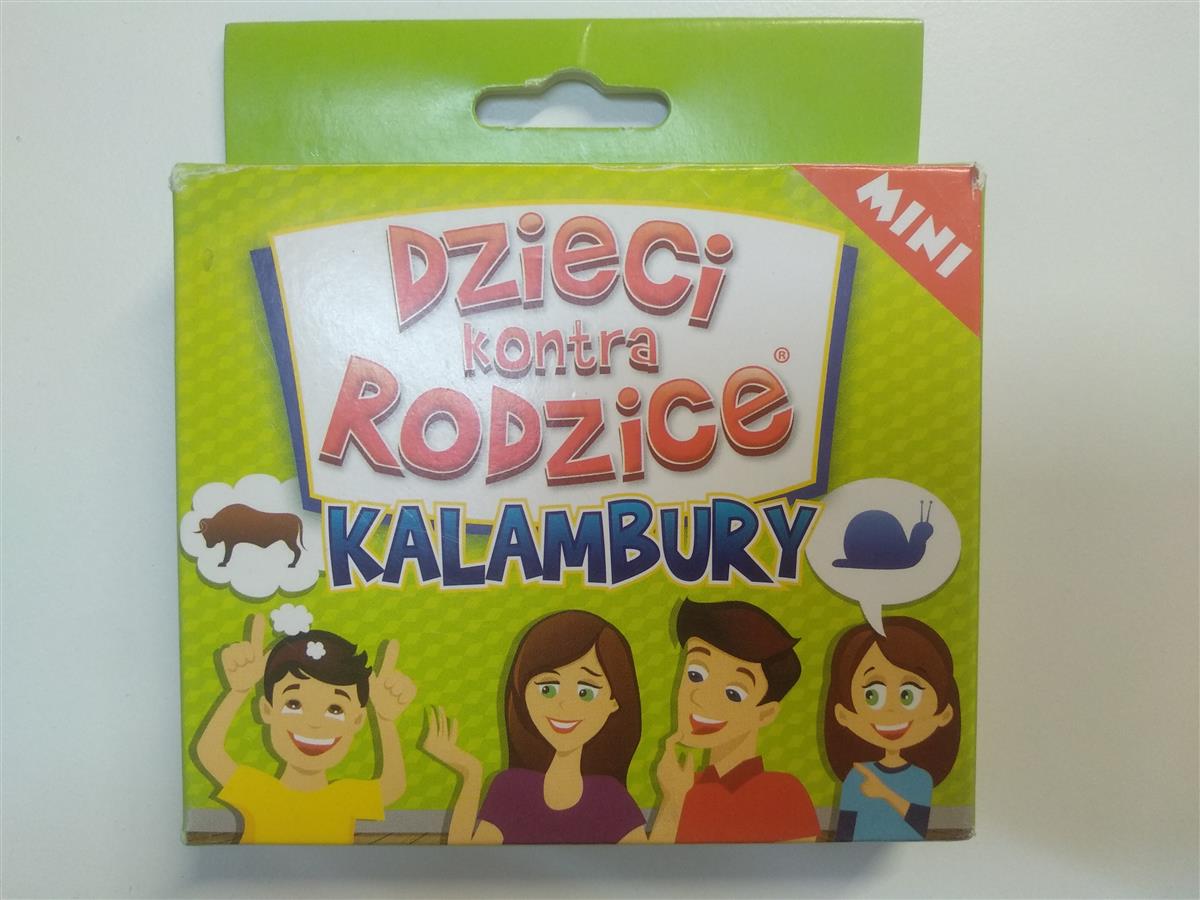 MINI
DZIECI
kontra
RODZICE®
KALAMBURY